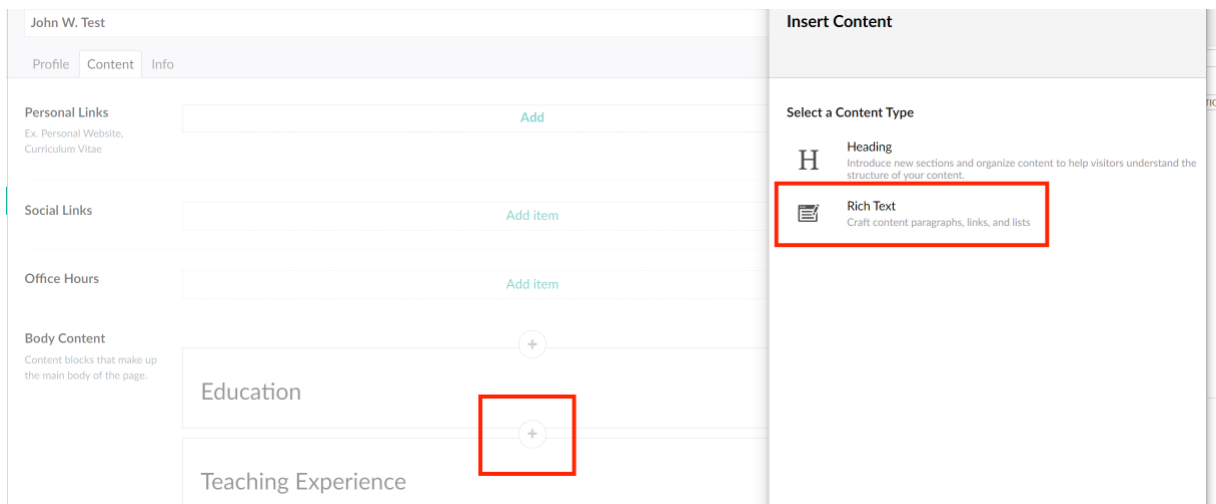 John W. Test
Profile Content Info
Personal Links
Ex. Personal Website,
Curriculum Vitae
Add
Social Links
Add item
Office Hours
Add item
Body Content
Content blocks that make up
the main body of the page.
+
Education
+
Teaching Experience
Insert Content
Select a Content Type
H
Heading
Introduce new sections and organize content to help visitors understand the
structure of your content.
Rich Text
Craft content paragraphs, links, and lists